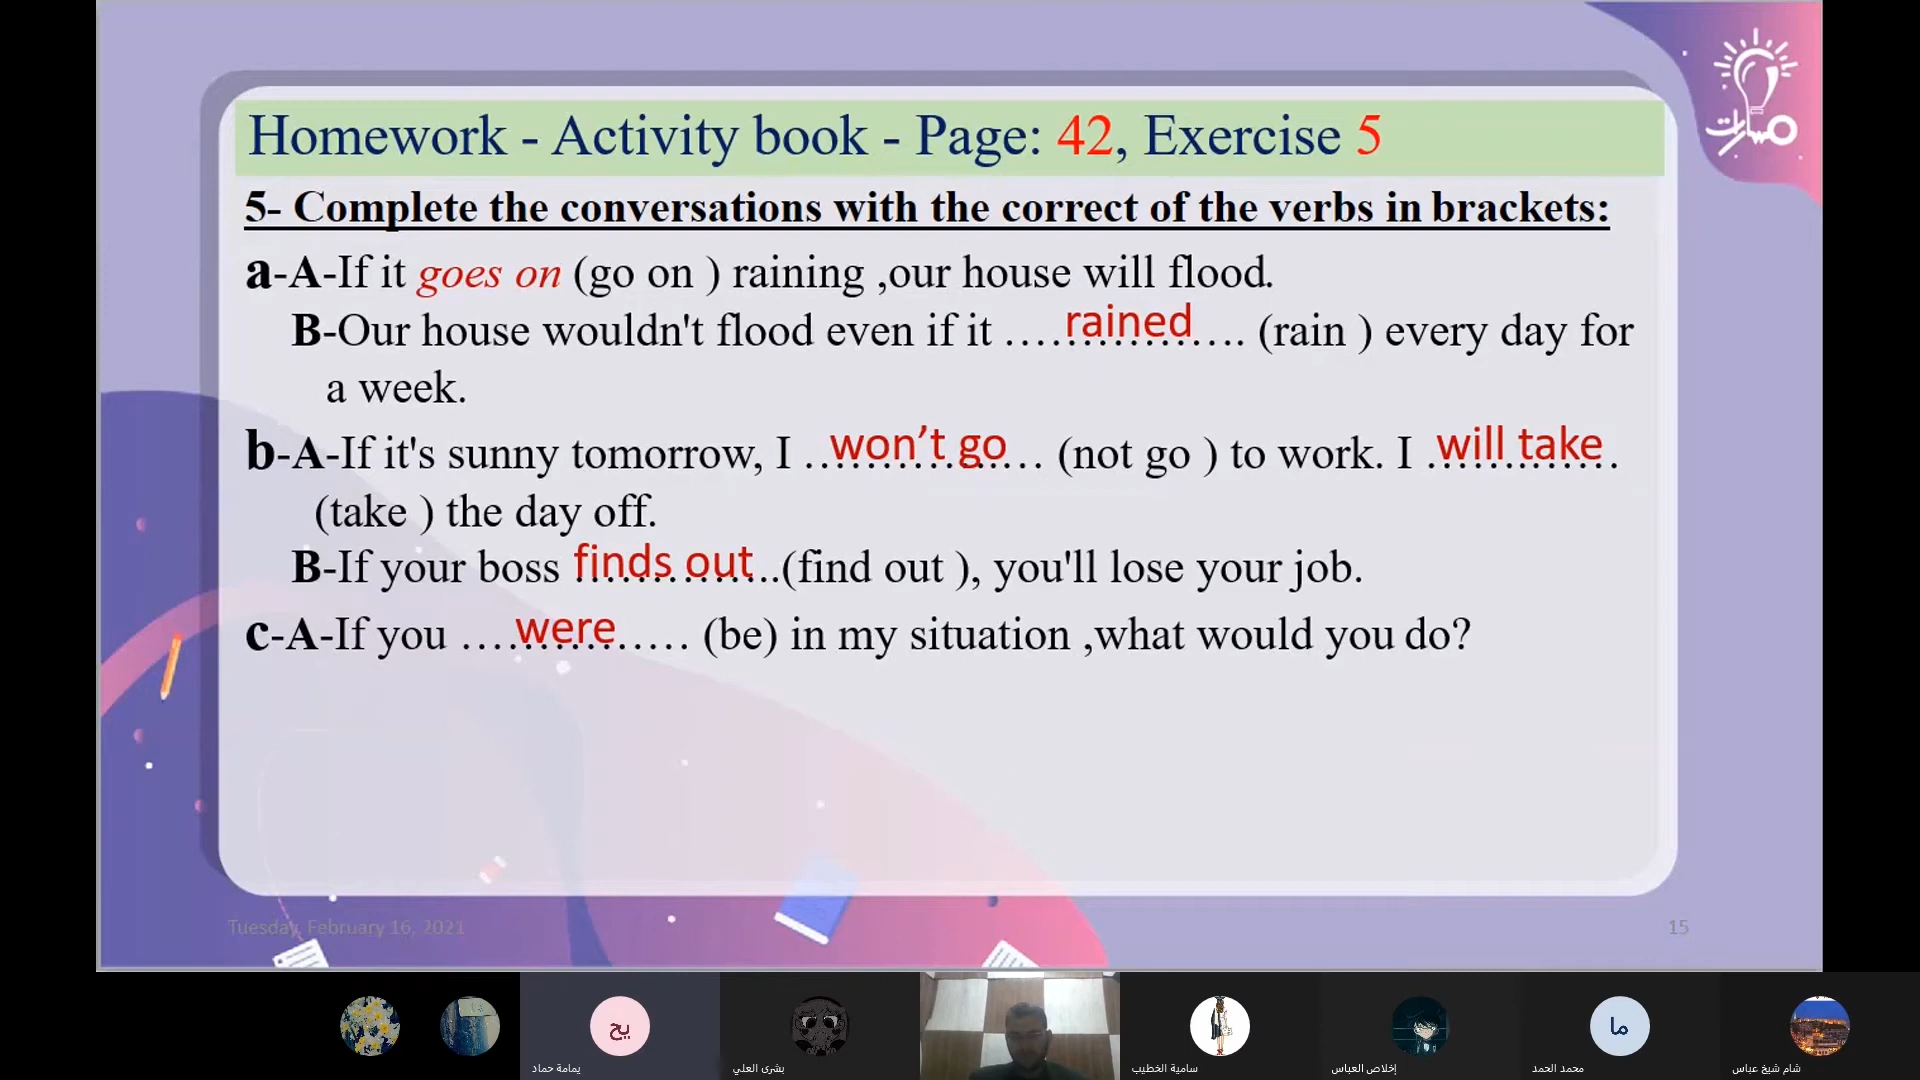 Homework - Activity book - Page: 42, Exercise 5
5- Complete the conversations with the correct of the verbs in brackets:
a-A-If it goes on (go on ) raining ,our house will flood.
B-Our house wouldn't flood even if it ....rained.... (rain ) every day for
a week.
b-A-If it's sunny tomorrow, I ...won’t go... (not go ) to work. I will take
(take ) the day off.
B-If your boss finds out..(find out ), you'll lose your job.
c-A-If you ....were..... (be) in my situation ,what would you do?
Tuesday, February 16, 2021
15
مسارات
يح
ما
يمامة حماد
بشرى العلي
سامية الخطيب
إخلاص العباس
محمد الحمد
شام شيخ عباس